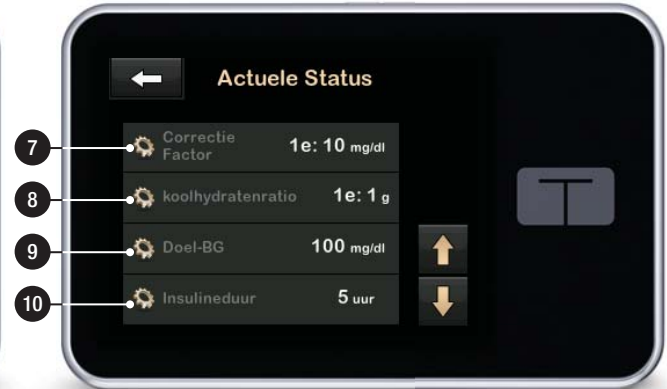 Actuele Status
7 Correctie Factor 1e: 10 mg/dl
8 koolhydratenratio 1e: 1 g
9 Doel-BG 100 mg/dl
10 Insulineduur 5 uur